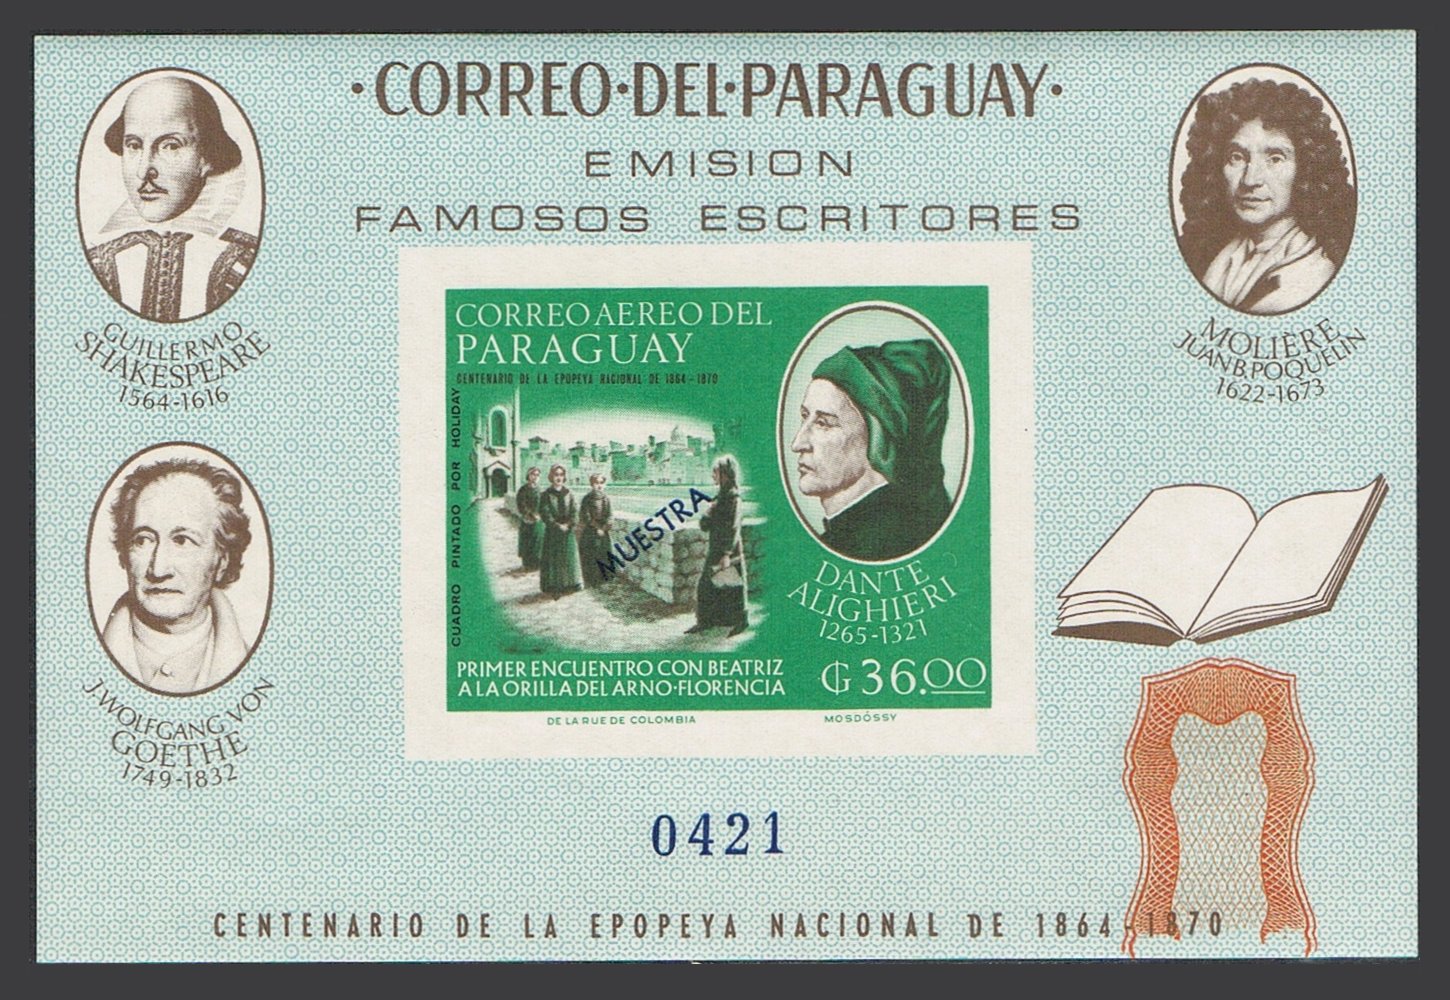 ·CORREO·DEL·PARAGUAY·
EMISION
FAMOSOS ESCRITORES
GUILLERMO
SHAKESPEARE
1564-1616
MOLIÈRE
JUAN B. POQUELIN
1622-1673
CORREO AEREO DEL
PARAGUAY
CENTENARIO DE LA EPOPEYA NACIONAL DE 1864-1870
CUADRO PINTADO POR HOLIDAY
MUESTRA
DANTE
ALIGHIERI
1265-1321
PRIMER ENCUENTRO CON BEATRIZ
A LA ORILLA DEL ARNO·FLORENCIA
₲ 36.00
DE LA RUE DE COLOMBIA
MOSDÓSSY
J. WOLFGANG VON
GOETHE
1749-1832
0421
CENTENARIO DE LA EPOPEYA NACIONAL DE 1864-1870